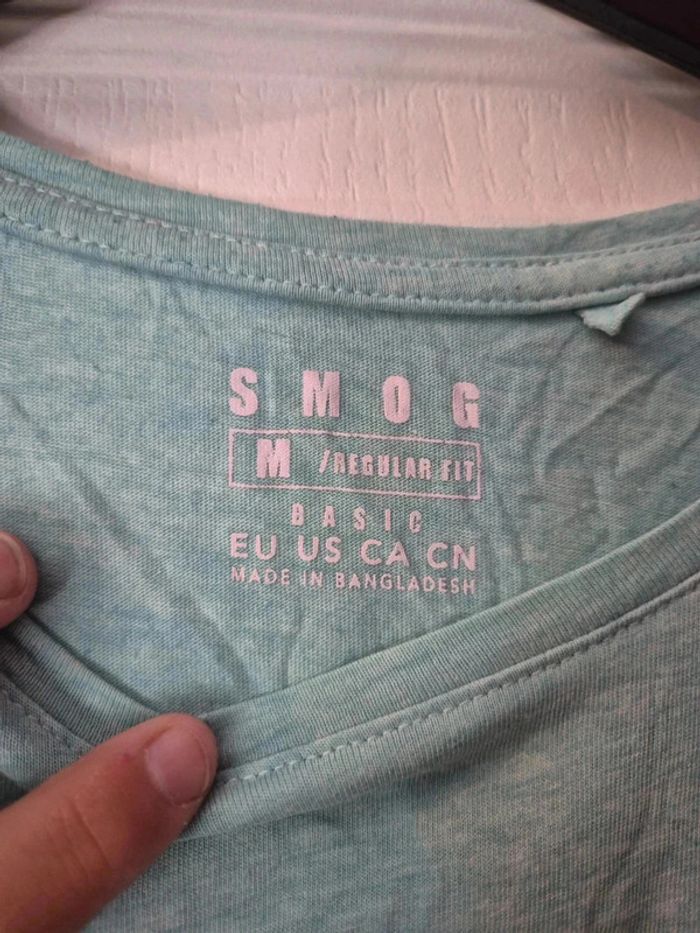 SMOG
M /REGULAR FIT
BASIC
EU US CA CN
MADE IN BANGLADESH